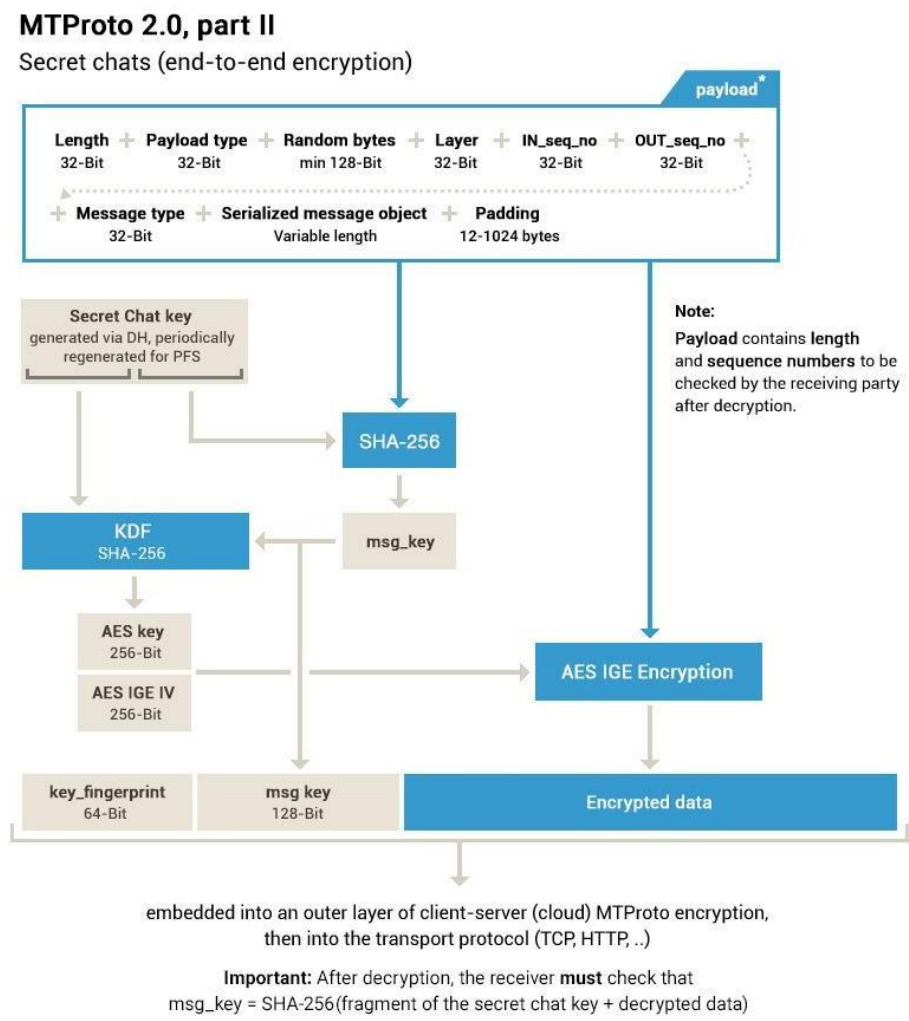 MTProto 2.0, part II
Secret chats (end-to-end encryption)
payload*
Length + Payload type + Random bytes + Layer + IN_seq_no + OUT_seq_no +
32-Bit 32-Bit min 128-Bit 32-Bit 32-Bit 32-Bit
+ Message type + Serialized message object + Padding
32-Bit Variable length 12-1024 bytes
Secret Chat key
generated via DH, periodically
regenerated for PFS
Note:
Payload contains length
and sequence numbers to be
checked by the receiving party
after decryption.
SHA-256
KDF
SHA-256
msg_key
AES key
256-Bit
AES IGE IV
256-Bit
AES IGE Encryption
key_fingerprint
64-Bit
msg key
128-Bit
Encrypted data
embedded into an outer layer of client-server (cloud) MTProto encryption,
then into the transport protocol (TCP, HTTP, ..)
Important: After decryption, the receiver must check that
msg_key = SHA-256(fragment of the secret chat key + decrypted data)